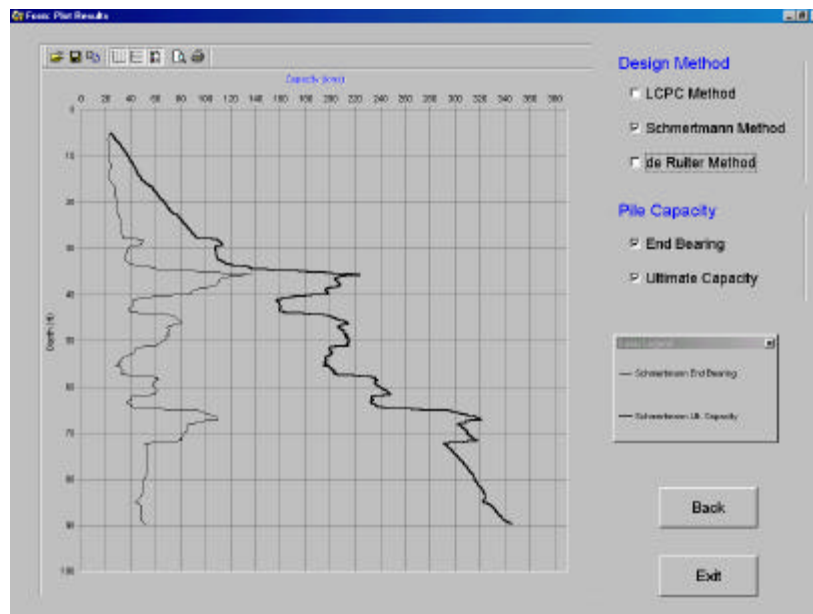 Form: Plot Results
Capacity (tons)
0 20 40 60 80 100 120 140 160 180 200 220 240 260 280 300 320 340 360 380
0
10
20
30
40
50
60
70
80
90
100
Depth (ft)
Design Method
LCPC Method
Schmertmann Method
de Ruiter Method
Pile Capacity
End Bearing
Ultimate Capacity
Schmertmann End Bearing
Schmertmann Ult. Capacity
Back
Exit